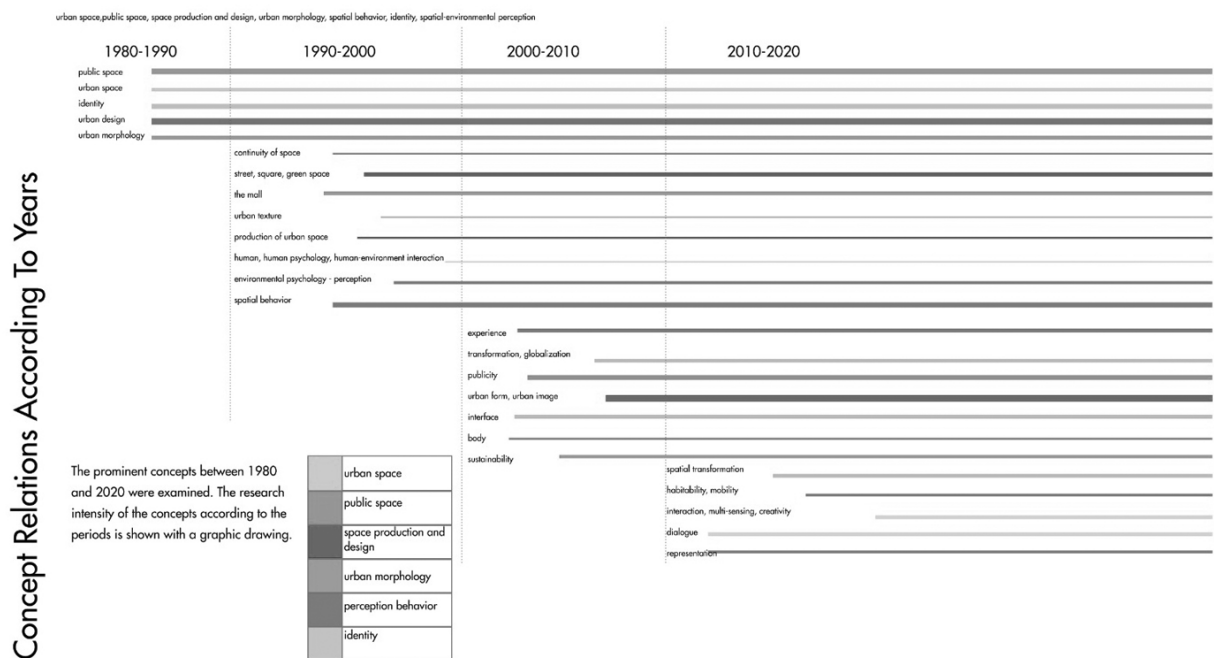 urban space,public space, space production and design, urban morphology, spatial behavior, identity, spatial-environmental perception
1980-1990 1990-2000 2000-2010 2010-2020
public space
urban space
identity
urban design
urban morphology
continuity of space
street, square, green space
the mall
urban texture
production of urban space
human, human psychology, human-environment interaction
environmental psychology - perception
spatial behavior
experience
transformation, globalization
publicity
urban form, urban image
interface
body
sustainability
spatial transformation
habitability, mobility
interaction, multi-sensing, creativity
dialogue
representation
Concept Relations According To Years
The prominent concepts between 1980
and 2020 were examined. The research
intensity of the concepts according to the
periods is shown with a graphic drawing.
urban space
public space
space production and
design
urban morphology
perception behavior
identity